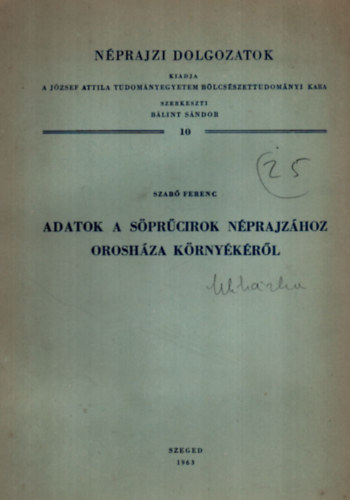 NÉPRAJZI DOLGOZATOK
KIADJA
A JÓZSEF ATTILA TUDOMÁNYEGYETEM BÖLCSÉSZETTUDOMÁNYI KARA
SZERKESZTI
BÁLINT SÁNDOR
10
25
SZABÓ FERENC
ADATOK A SÖPRŰCIROK NÉPRAJZÁHOZ
OROSHÁZA KÖRNYÉKÉRŐL
SZEGED
1963